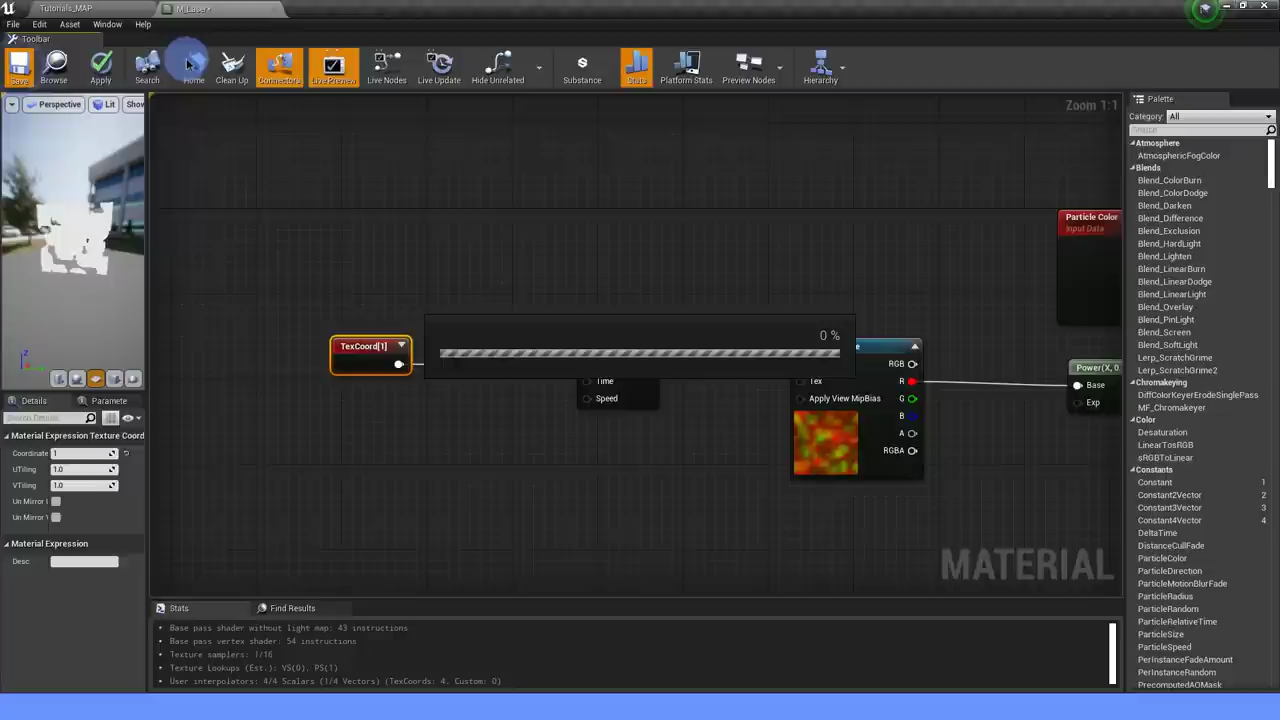 Tutorials_MAP
M_Laser*
File Edit Asset Window Help
Toolbar
Save Browse Apply Search Home Clean Up Connectors Live Preview Live Nodes Live Update Hide Unrelated Substance Stats Platform Stats Preview Nodes Hierarchy
Perspective Lit Sho
Zoom 1:1
Palette
Category: All
Search
Atmosphere
AtmosphericFogColor
Blends
Blend_ColorBurn
Blend_ColorDodge
Blend_Darken
Blend_Difference
Blend_Exclusion
Blend_HardLight
Blend_Lighten
Blend_LinearBurn
Blend_LinearDodge
Blend_LinearLight
Blend_Overlay
Blend_PinLight
Blend_Screen
Blend_SoftLight
Lerp_ScratchGrime
Lerp_ScratchGrime2
Chromakeying
DiffColorKeyerErodeSinglePass
MF_Chromakeyer
Color
Desaturation
LinearTosRGB
sRGBToLinear
Constants
Constant 1
Constant2Vector 2
Constant3Vector 3
Constant4Vector 4
DeltaTime
DistanceCullFade
ParticleColor
ParticleDirection
ParticleMotionBlurFade
ParticleRadius
ParticleRandom
ParticleRelativeTime
ParticleSize
ParticleSpeed
PerInstanceFadeAmount
PerInstanceRandom
PrecomputedAOMask
Particle Color
Input Data
TexCoord[1]
0 %
Time
Speed
e
RGB
Tex R
Apply View MipBias G
B
A
RGBA
Power(X, 0.
Base
Exp
MATERIAL
Details Paramete
Search Details
Material Expression Texture Coord
Coordinate 1
UTiling 1.0
VTiling 1.0
Un Mirror U
Un Mirror V
Material Expression
Desc
Stats Find Results
• Base pass shader without light map: 43 instructions
• Base pass vertex shader: 54 instructions
• Texture samplers: 1/16
• Texture Lookups (Est.): VS(0), PS(1)
• User interpolators: 4/4 Scalars (1/4 Vectors) (TexCoords: 4, Custom: 0)